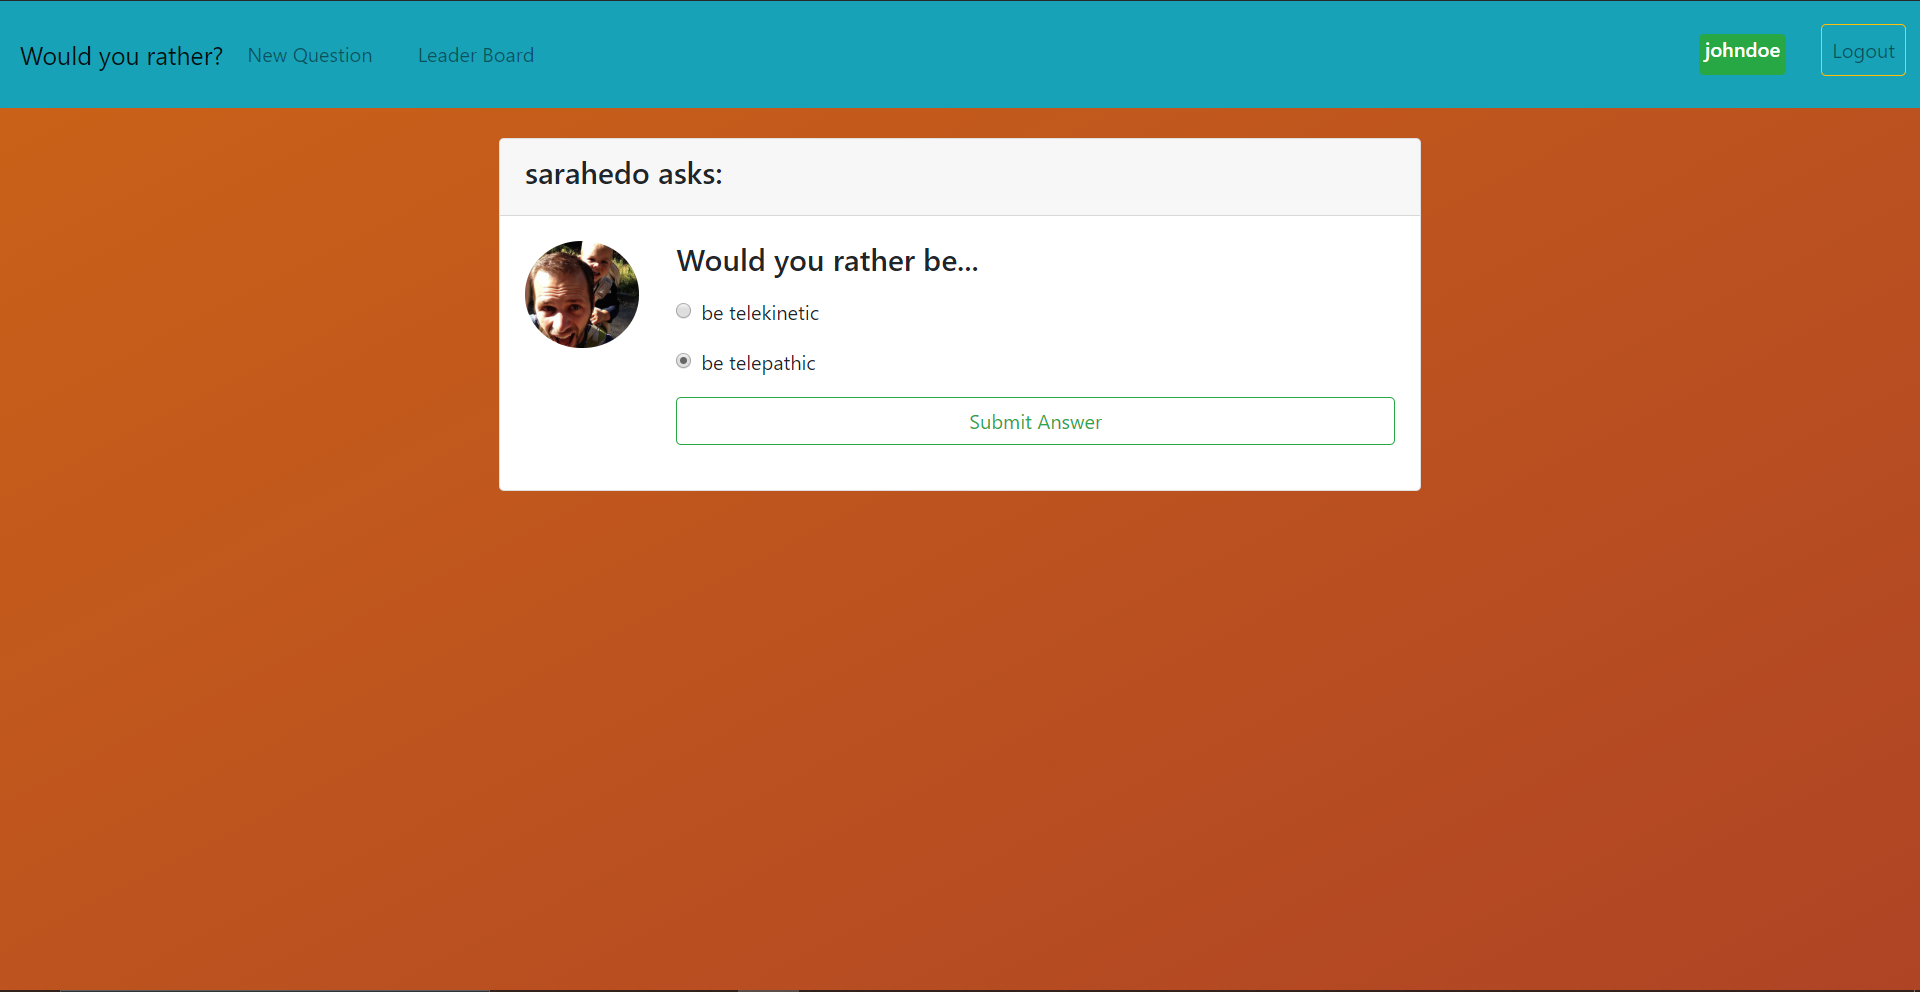 Would you rather? New Question Leader Board johndoe Logout
sarahedo asks:
Would you rather be...
be telekinetic
be telepathic
Submit Answer